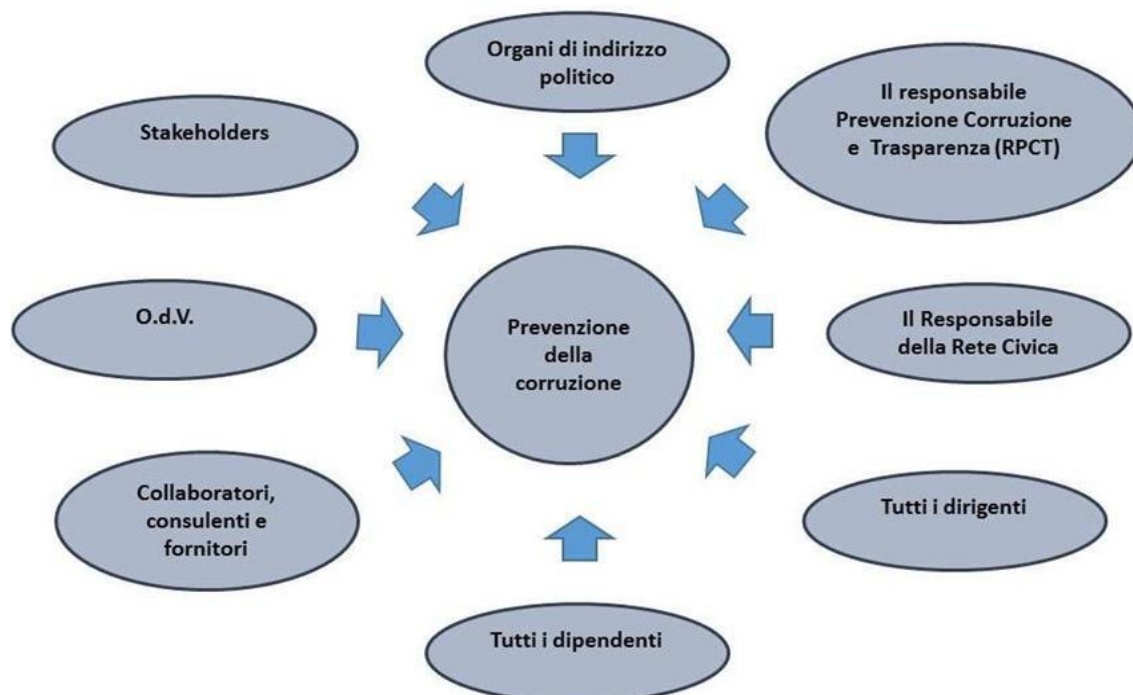 Organi di indirizzo
politico
Il responsabile
Prevenzione Corruzione
e Trasparenza (RPCT)
Stakeholders
O.d.V.
Prevenzione
della
corruzione
Il Responsabile
della Rete Civica
Collaboratori,
consulenti e
fornitori
Tutti i dirigenti
Tutti i dipendenti